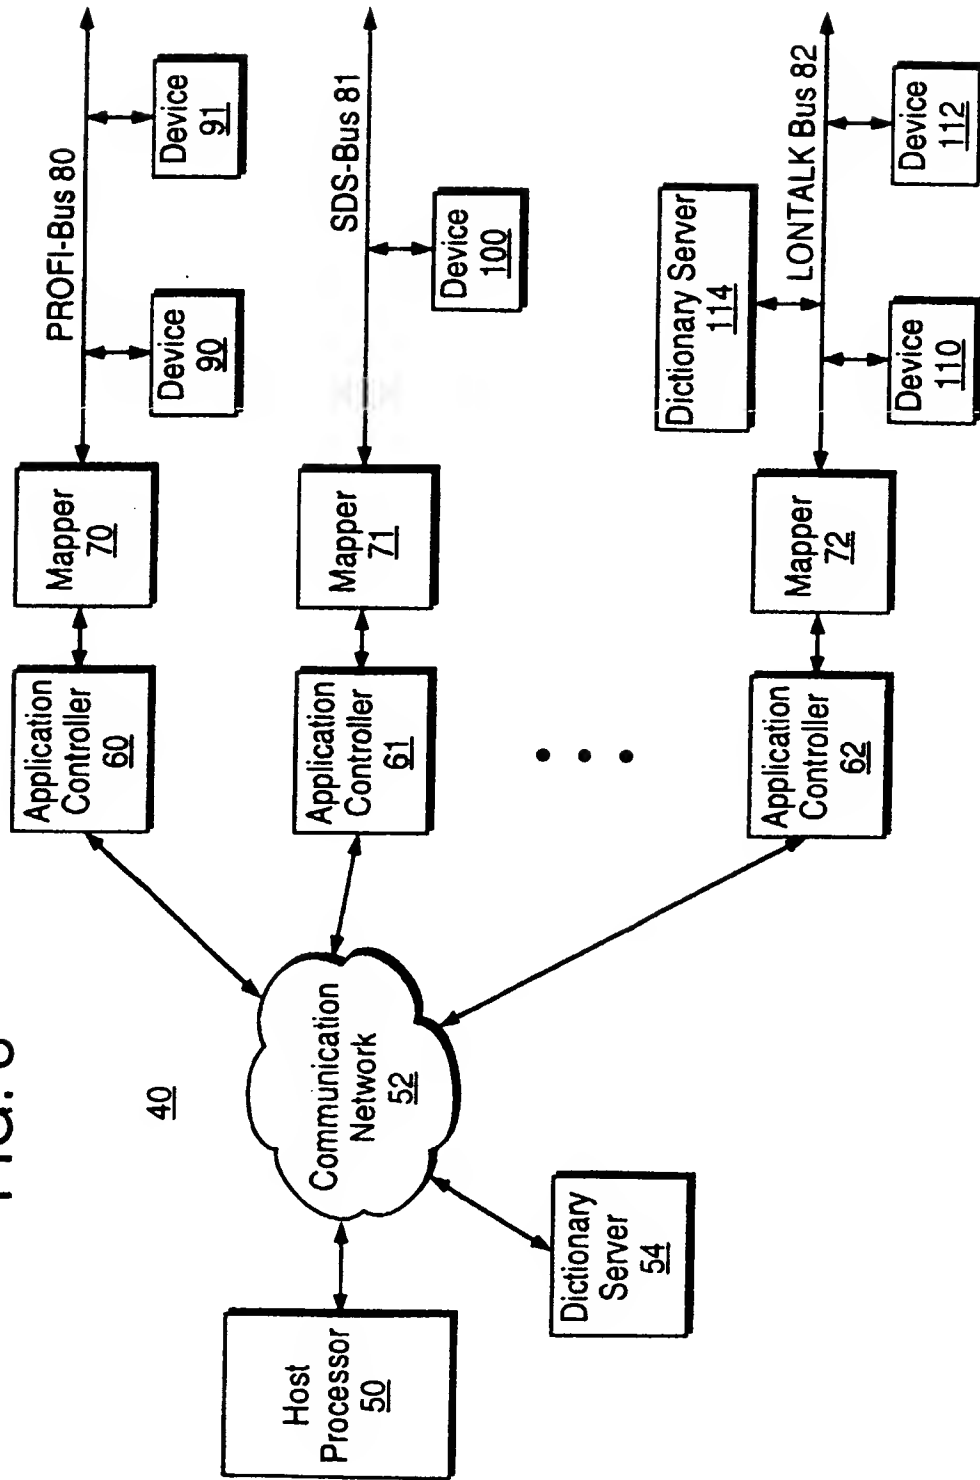 40
Host
Processor
50
Communication
Network
52
Dictionary
Server
54
Application
Controller
60
Mapper
70
PROFI-Bus 80
Device
90
Device
91
Application
Controller
61
Mapper
71
SDS-Bus 81
Device
100
Application
Controller
62
Mapper
72
Dictionary Server
114
LONTALK Bus 82
Device
110
Device
112